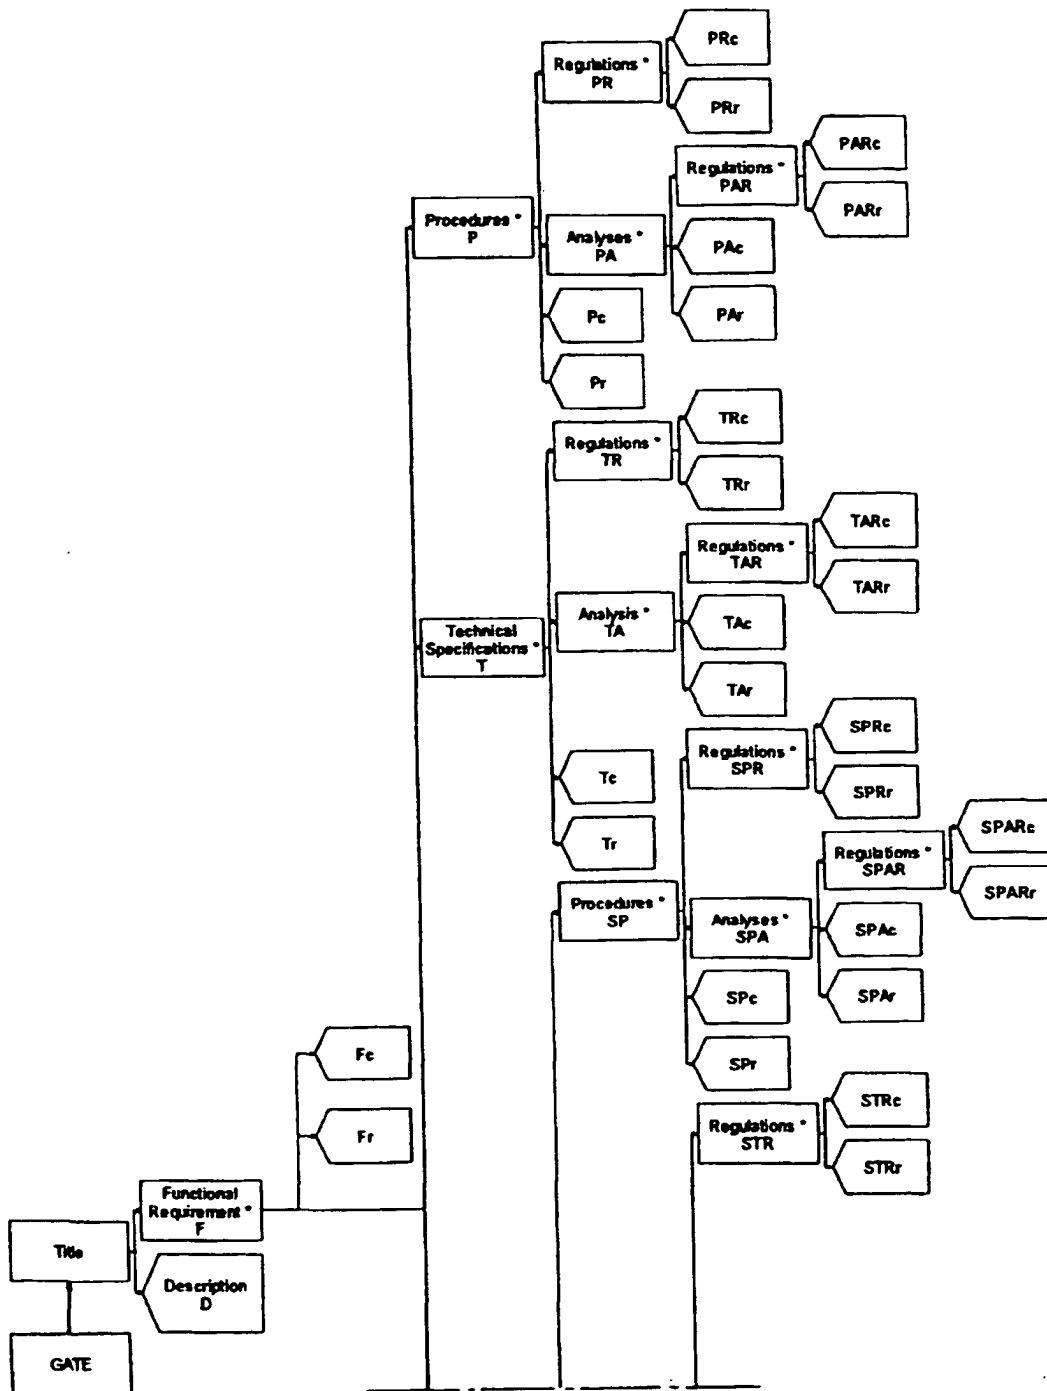 PRc
Regulations *
PR
PRr
PARc
Regulations *
PAR
PARr
Procedures *
P
Analyses *
PA
PAc
PAr
Pc
Pr
TRc
Regulations *
TR
TRr
TARc
Regulations *
TAR
TARr
Analysis *
TA
TAc
TAr
Technical
Specifications *
T
Tc
Tr
SPRc
Regulations *
SPR
SPRr
SPARc
Regulations *
SPAR
SPARr
Procedures *
SP
Analyses *
SPA
SPAc
SPAr
SPc
SPr
STRc
Regulations *
STR
STRr
Fc
Fr
Functional
Requirement *
F
Title
Description
D
GATE